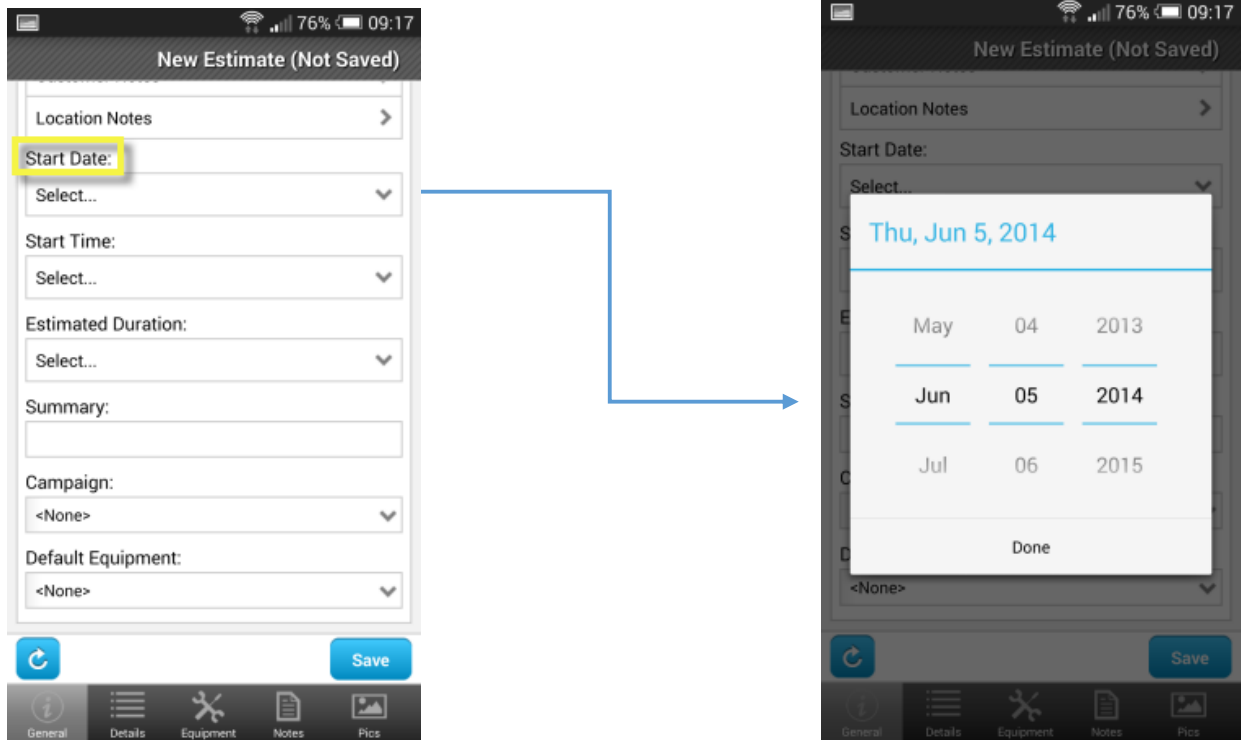 76% 09:17
New Estimate (Not Saved)
Location Notes
Start Date:
Select...
Start Time:
Select...
Estimated Duration:
Select...
Summary:
Campaign:
<None>
Default Equipment:
<None>
Save
General Details Equipment Notes Pics
76% 09:17
New Estimate (Not Saved)
Location Notes
Start Date:
Select...
Thu, Jun 5, 2014
May 04 2013
Jun 05 2014
Jul 06 2015
Done
<None>
Save
General Details Equipment Notes Pics